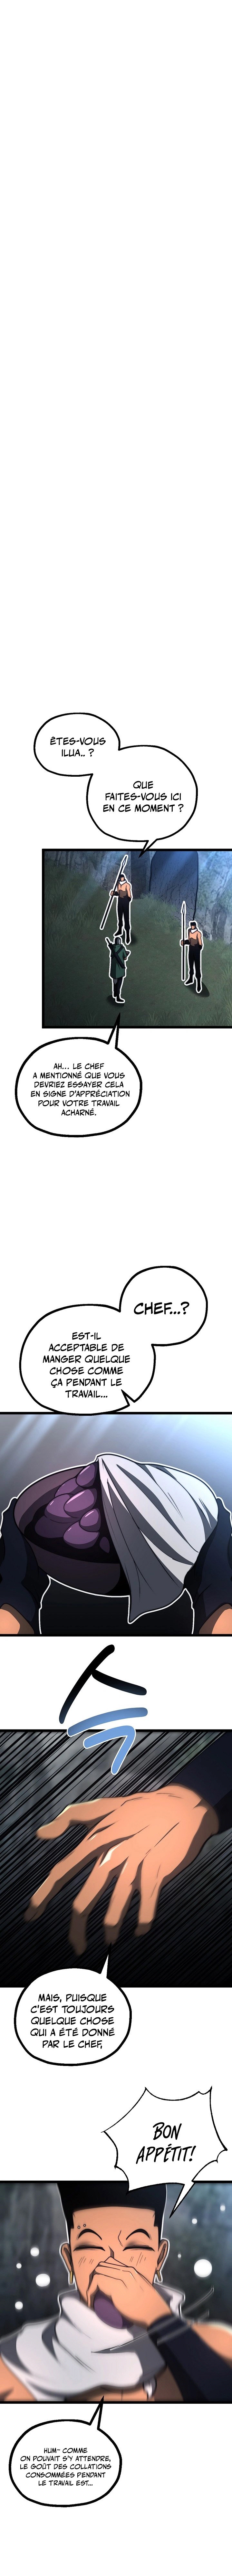 ÊTES-VOUS
ILUA.. ?
QUE
FAITES-VOUS ICI
EN CE MOMENT ?
AH... LE CHEF
A MENTIONNÉ QUE VOUS
DEVRIEZ ESSAYER CELA
EN SIGNE D'APPRÉCIATION
POUR VOTRE TRAVAIL
ACHARNÉ.
CHEF...?
EST-IL
ACCEPTABLE DE
MANGER QUELQUE
CHOSE COMME
ÇA PENDANT LE
TRAVAIL...
스윽
MAIS, PUISQUE
C'EST TOUJOURS
QUELQUE CHOSE
QUI A ÉTÉ DONNÉ
PAR LE CHEF,
BON
APPÉTIT!
HUM~ COMME
ON POUVAIT S'Y ATTENDRE,
LE GOÛT DES COLLATIONS
CONSOMMÉES PENDANT
LE TRAVAIL EST...